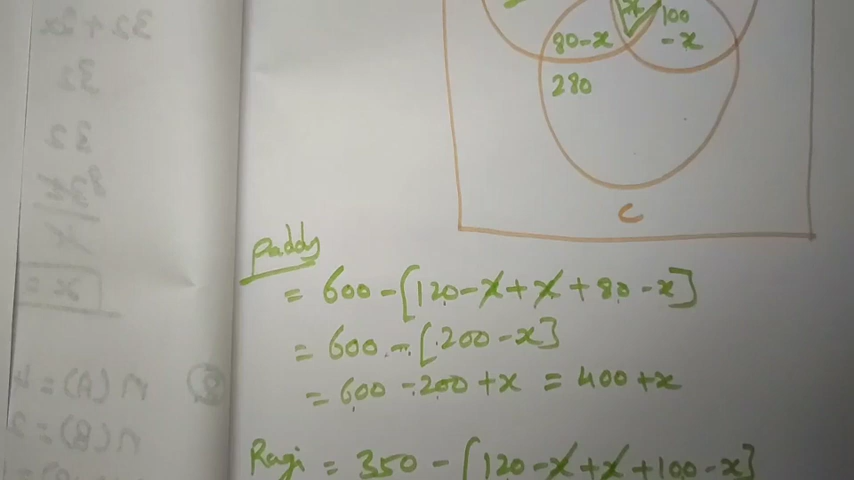 x 100
80-x -x
280
C
Paddy
= 600 - [120 - x + x + 80 - x]
= 600 - [200 - x]
= 600 - 200 + x = 400 + x
Ragi = 350 - [120 - x + x + 100 - x]